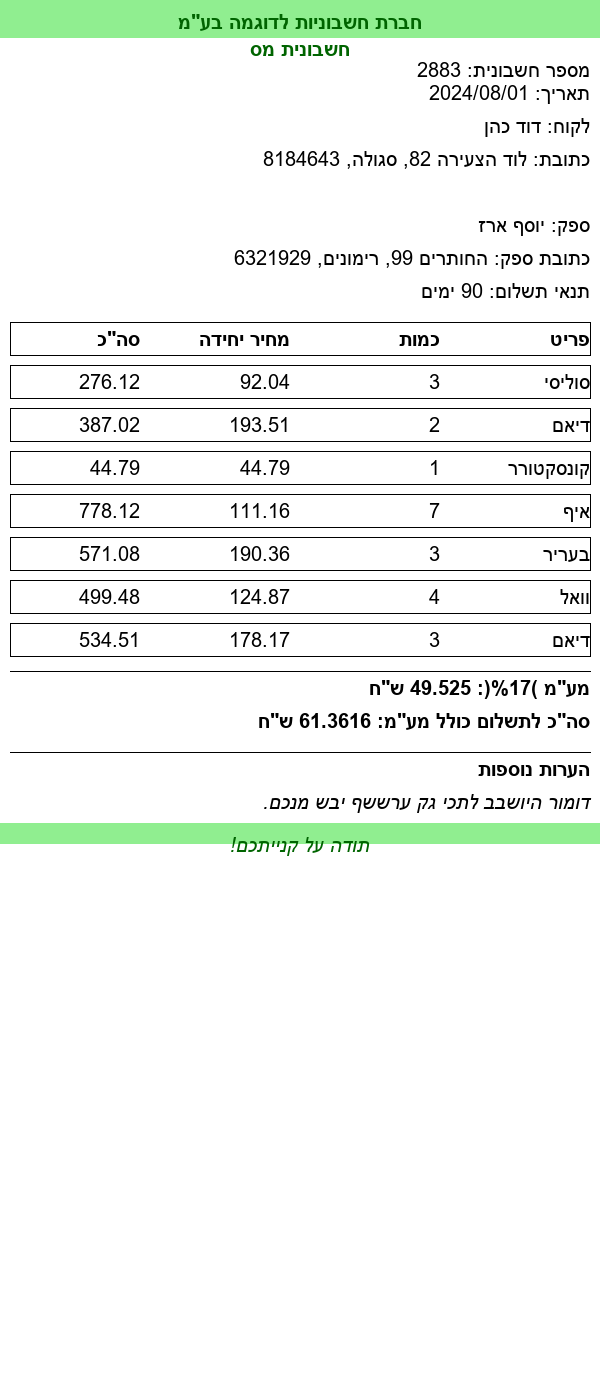 חברת חשבוניות לדוגמה בע"מ
חשבונית מס
מספר חשבונית: 2883
תאריך: 2024/08/01
לקוח: דוד כהן
כתובת: לוד הצעירה 82, סגולה, 8184643
ספק: יוסף ארז
כתובת ספק: החותרים 99, רימונים, 6321929
תנאי תשלום: 90 ימים
פריט כמות מחיר יחידה סה"כ
סוליסי 3 92.04 276.12
דיאם 2 193.51 387.02
קונסקטורר 1 44.79 44.79
איף 7 111.16 778.12
בעריר 3 190.36 571.08
וואל 4 124.87 499.48
דיאם 3 178.17 534.51
מע"מ )17%(: 49.525 ש"ח
סה"כ לתשלום כולל מע"מ: 61.3616 ש"ח
הערות נוספות
דומור היושבב לתכי גק ערששף יבש מנכם.
תודה על קנייתכם!